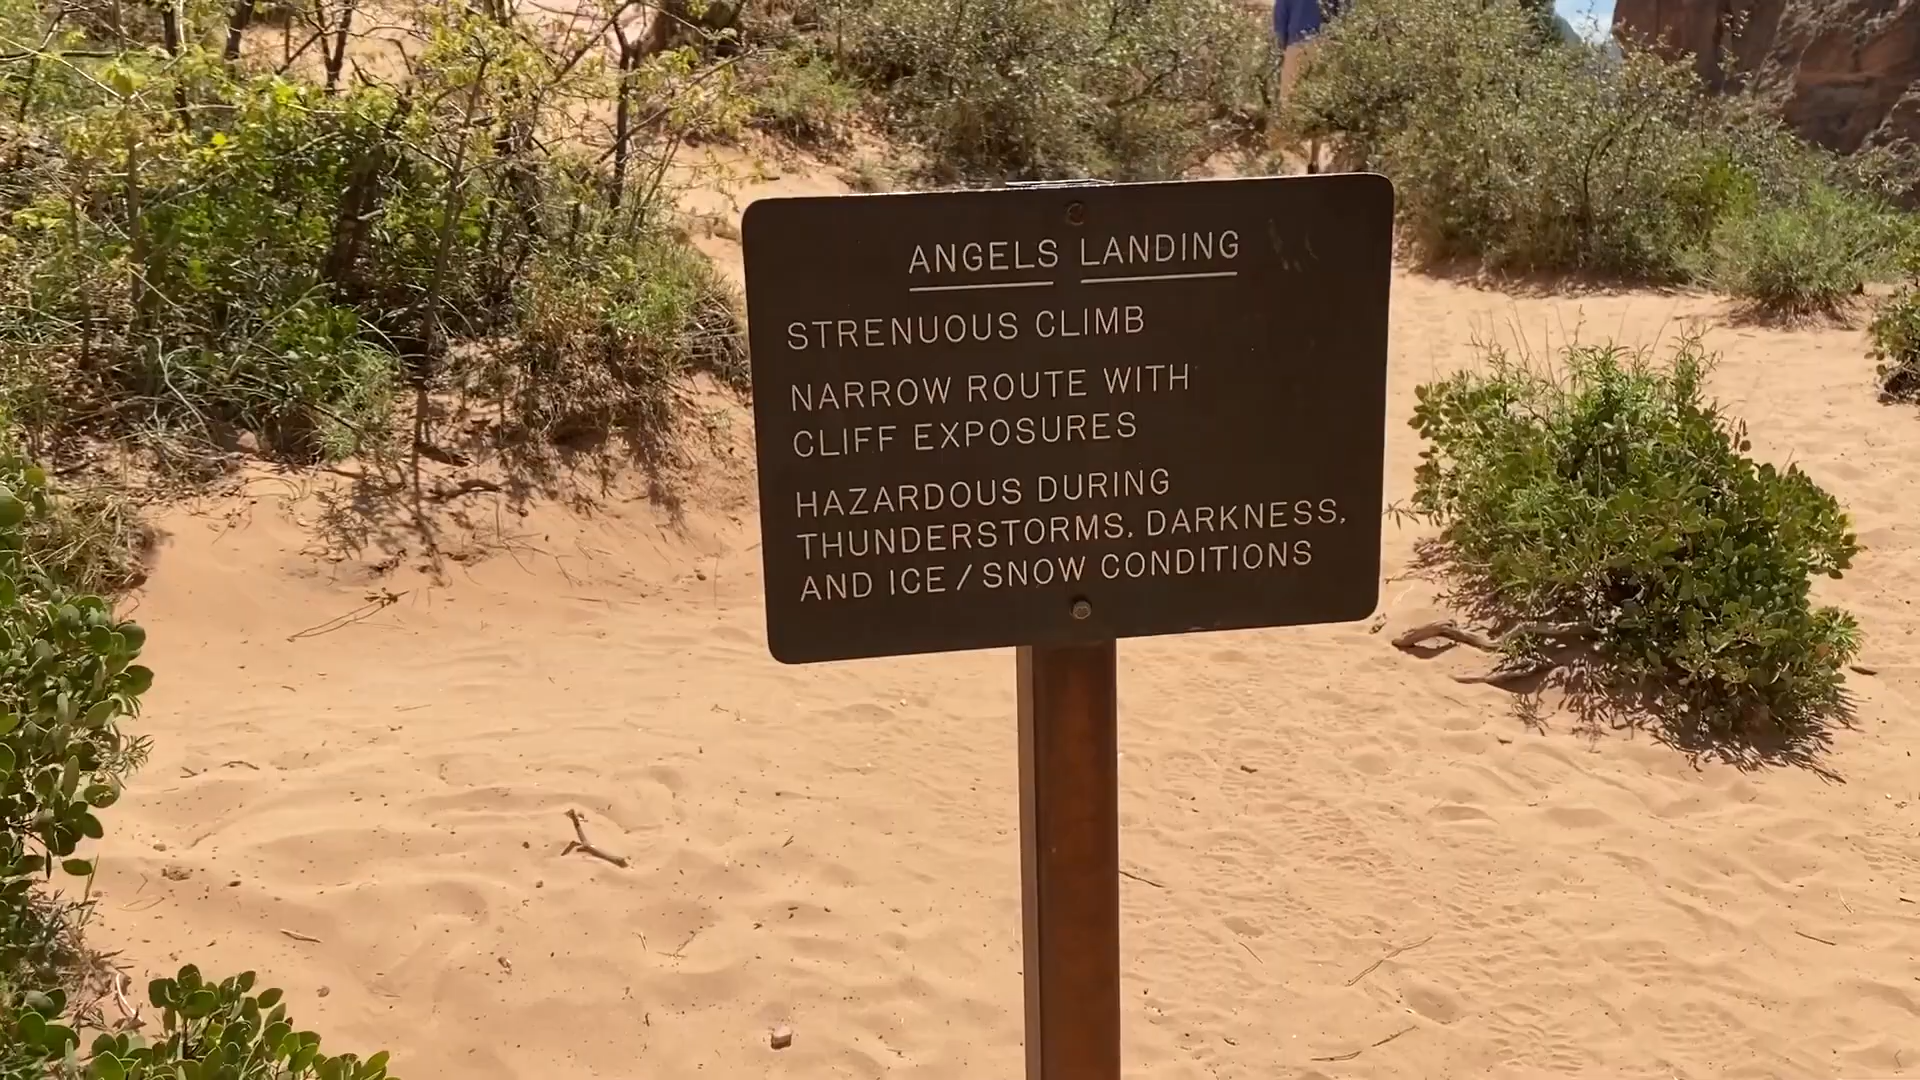 ANGELS LANDING
STRENUOUS CLIMB
NARROW ROUTE WITH
CLIFF EXPOSURES
HAZARDOUS DURING
THUNDERSTORMS, DARKNESS,
AND ICE/SNOW CONDITIONS